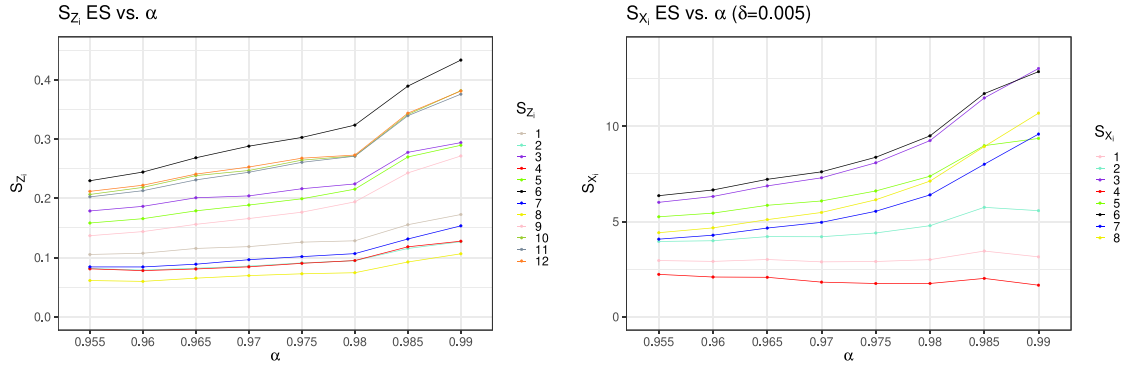 S_{Z_i} ES vs. α
S_{Z_i}
0.4
0.3
0.2
0.1
0.0
0.955 0.96 0.965 0.97 0.975 0.98 0.985 0.99
α
S_{Z_i}
1
2
3
4
5
6
7
8
9
10
11
12
S_{X_i} ES vs. α (δ=0.005)
S_{X_i}
10
5
0
0.955 0.96 0.965 0.97 0.975 0.98 0.985 0.99
α
S_{X_i}
1
2
3
4
5
6
7
8